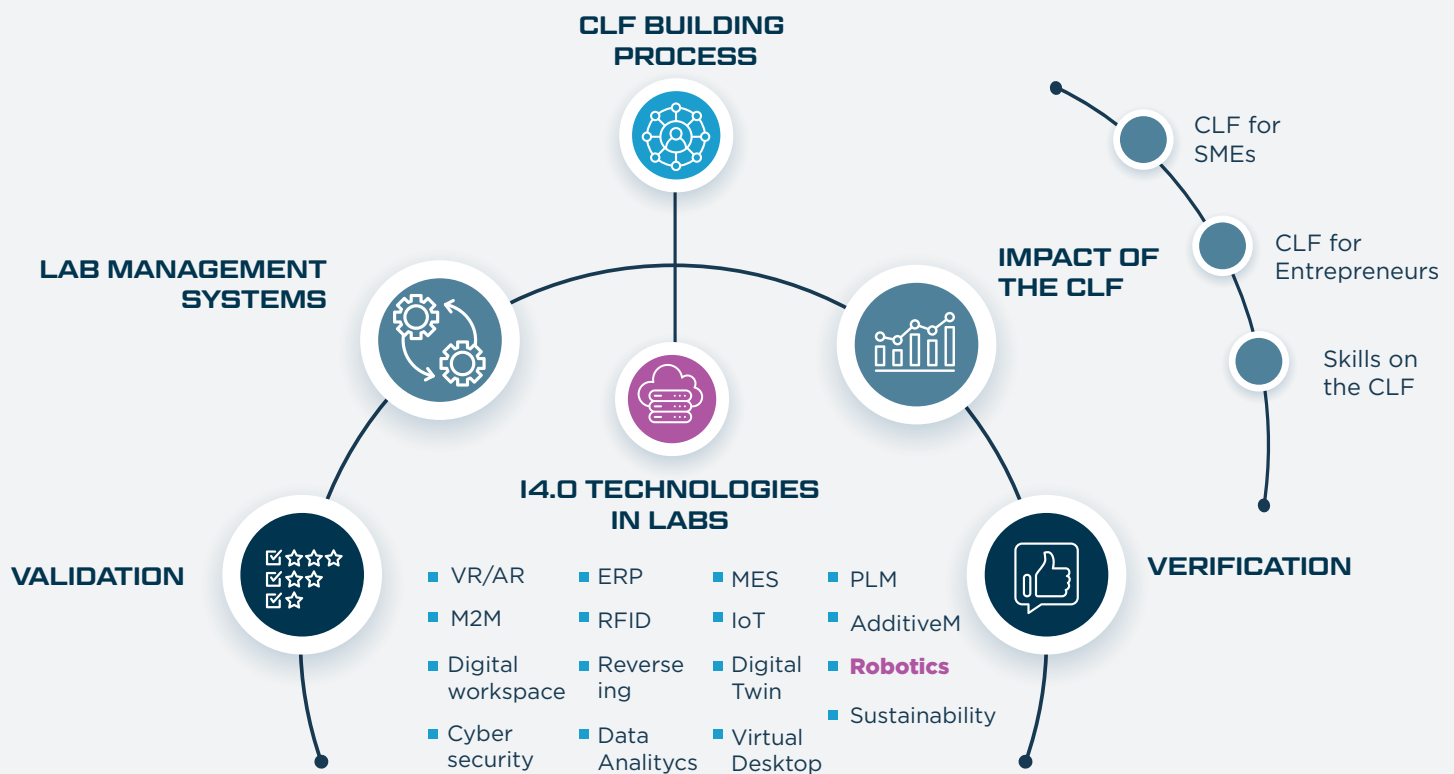 CLF BUILDING
PROCESS
CLF for
SMEs
CLF for
Entrepreneurs
Skills on
the CLF
LAB MANAGEMENT
SYSTEMS
IMPACT OF
THE CLF
I4.0 TECHNOLOGIES
IN LABS
VALIDATION
VERIFICATION
VR/AR
M2M
Digital
workspace
Cyber
security
ERP
RFID
Reverse
ing
Data
Analitycs
MES
IoT
Digital
Twin
Virtual
Desktop
PLM
AdditiveM
Robotics
Sustainability